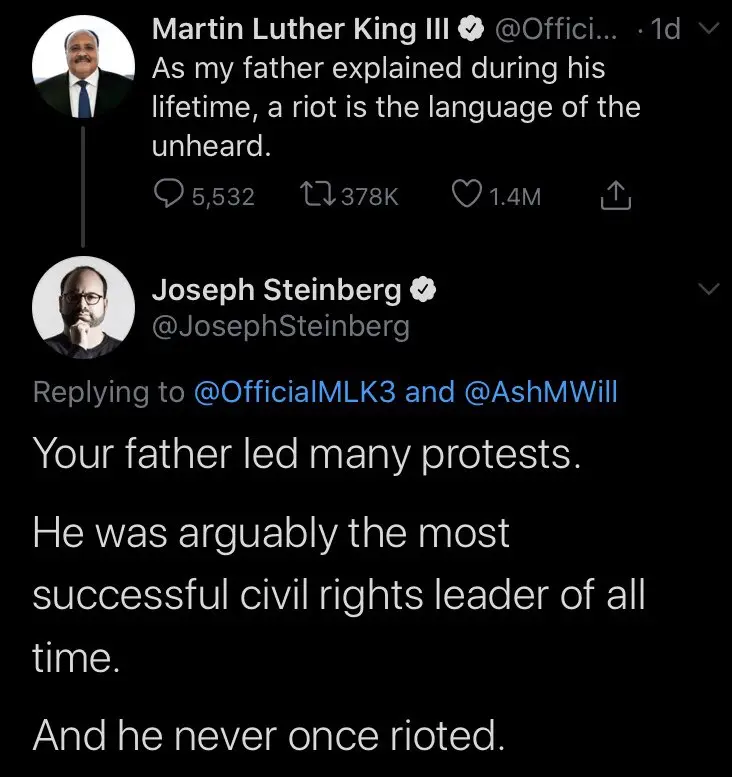 Martin Luther King III @Offici... · 1d
As my father explained during his
lifetime, a riot is the language of the
unheard.
5,532 378K 1.4M
Joseph Steinberg
@JosephSteinberg
Replying to @OfficialMLK3 and @AshMWill
Your father led many protests.
He was arguably the most
successful civil rights leader of all
time.
And he never once rioted.